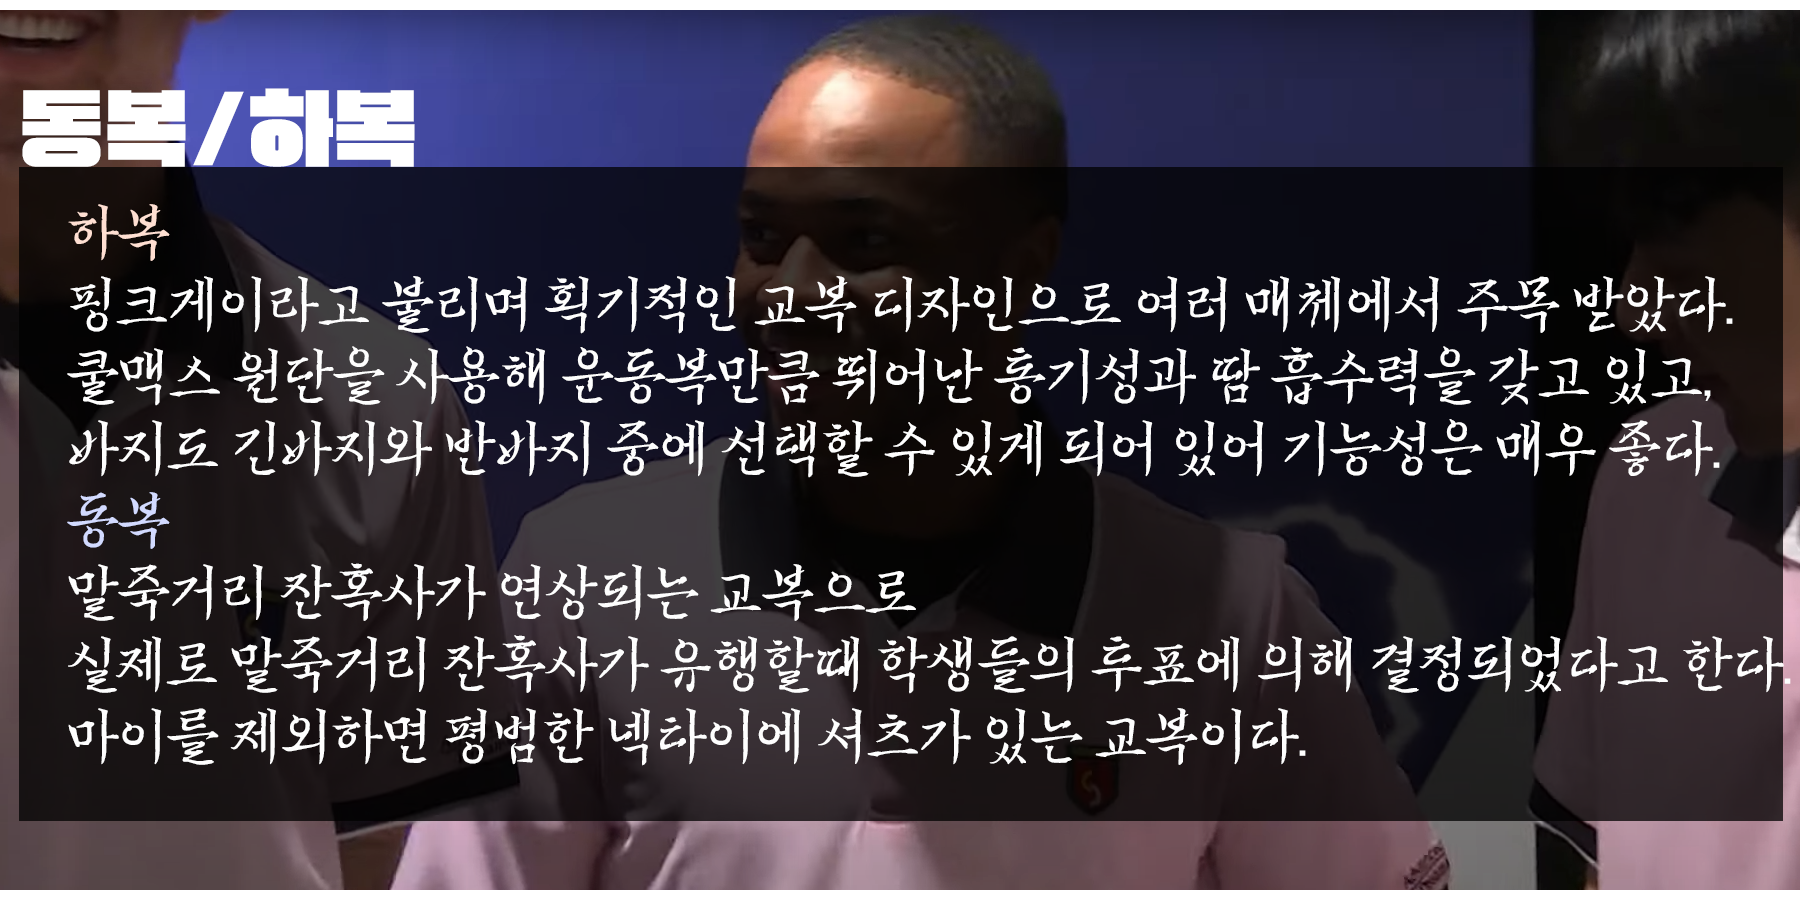 동복/하복
하복
핑크게이라고 불리며 획기적인 교복 디자인으로 여러 매체에서 주목 받았다.
쿨맥스 원단을 사용해 운동복만큼 뛰어난 통기성과 땀 흡수력을 갖고 있고,
바지도 긴바지와 반바지 중에 선택할 수 있게 되어 있어 기능성은 매우 좋다.
동복
말죽거리 잔혹사가 연상되는 교복으로
실제로 말죽거리 잔혹사가 유행할때 학생들의 투표에 의해 결정되었다고 한다.
마이를 제외하면 평범한 넥타이에 셔츠가 있는 교복이다.